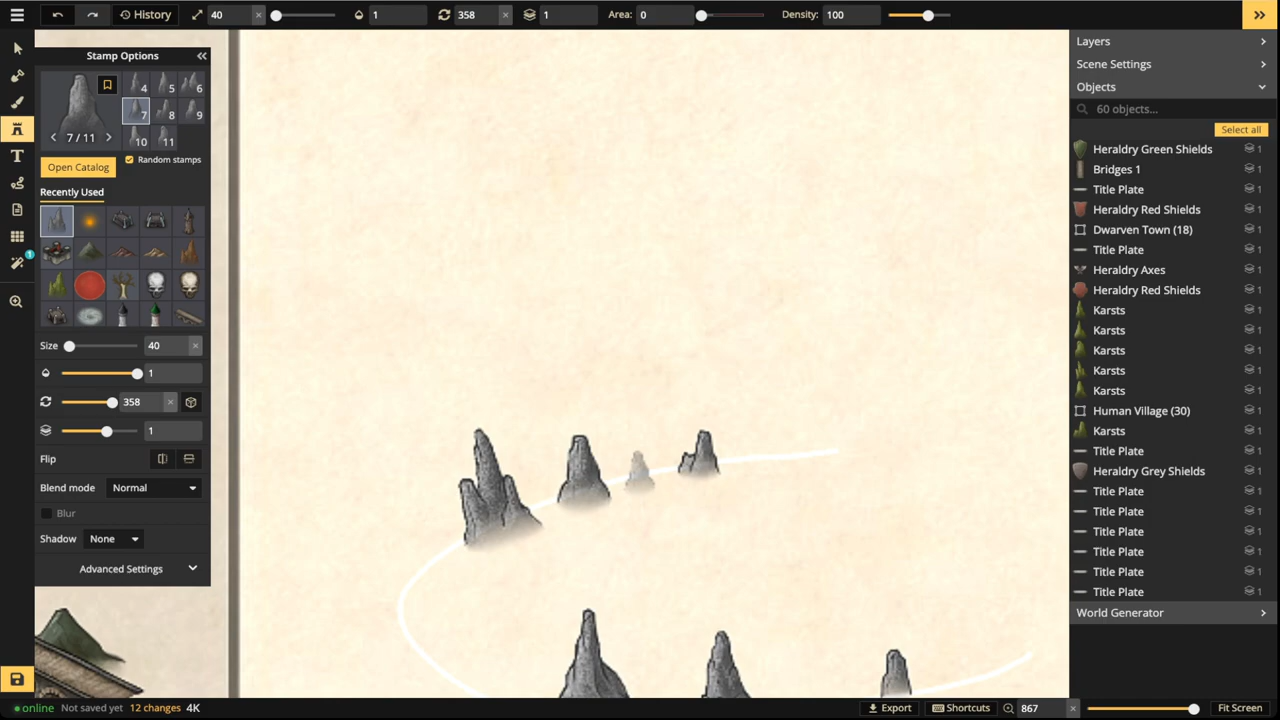 History 40 × 1 358 × 1 Area: 0 Density: 100
Stamp Options
4 5 6
7 8 9
7 / 11
10 11
Open Catalog Random stamps
Recently Used
1
Size 40 ×
1
358 ×
1
Flip
Blend mode Normal
Blur
Shadow None
Advanced Settings
Layers
Scene Settings
Objects
60 objects...
Select all
Heraldry Green Shields 1
Bridges 1 1
Title Plate 1
Heraldry Red Shields 1
Dwarven Town (18) 1
Title Plate 1
Heraldry Axes 1
Heraldry Red Shields 1
Karsts 1
Karsts 1
Karsts 1
Karsts 1
Karsts 1
Human Village (30) 1
Karsts 1
Title Plate 1
Heraldry Grey Shields 1
Title Plate 1
Title Plate 1
Title Plate 1
Title Plate 1
Title Plate 1
Title Plate 1
World Generator
online Not saved yet 12 changes 4K Export Shortcuts 867 × Fit Screen